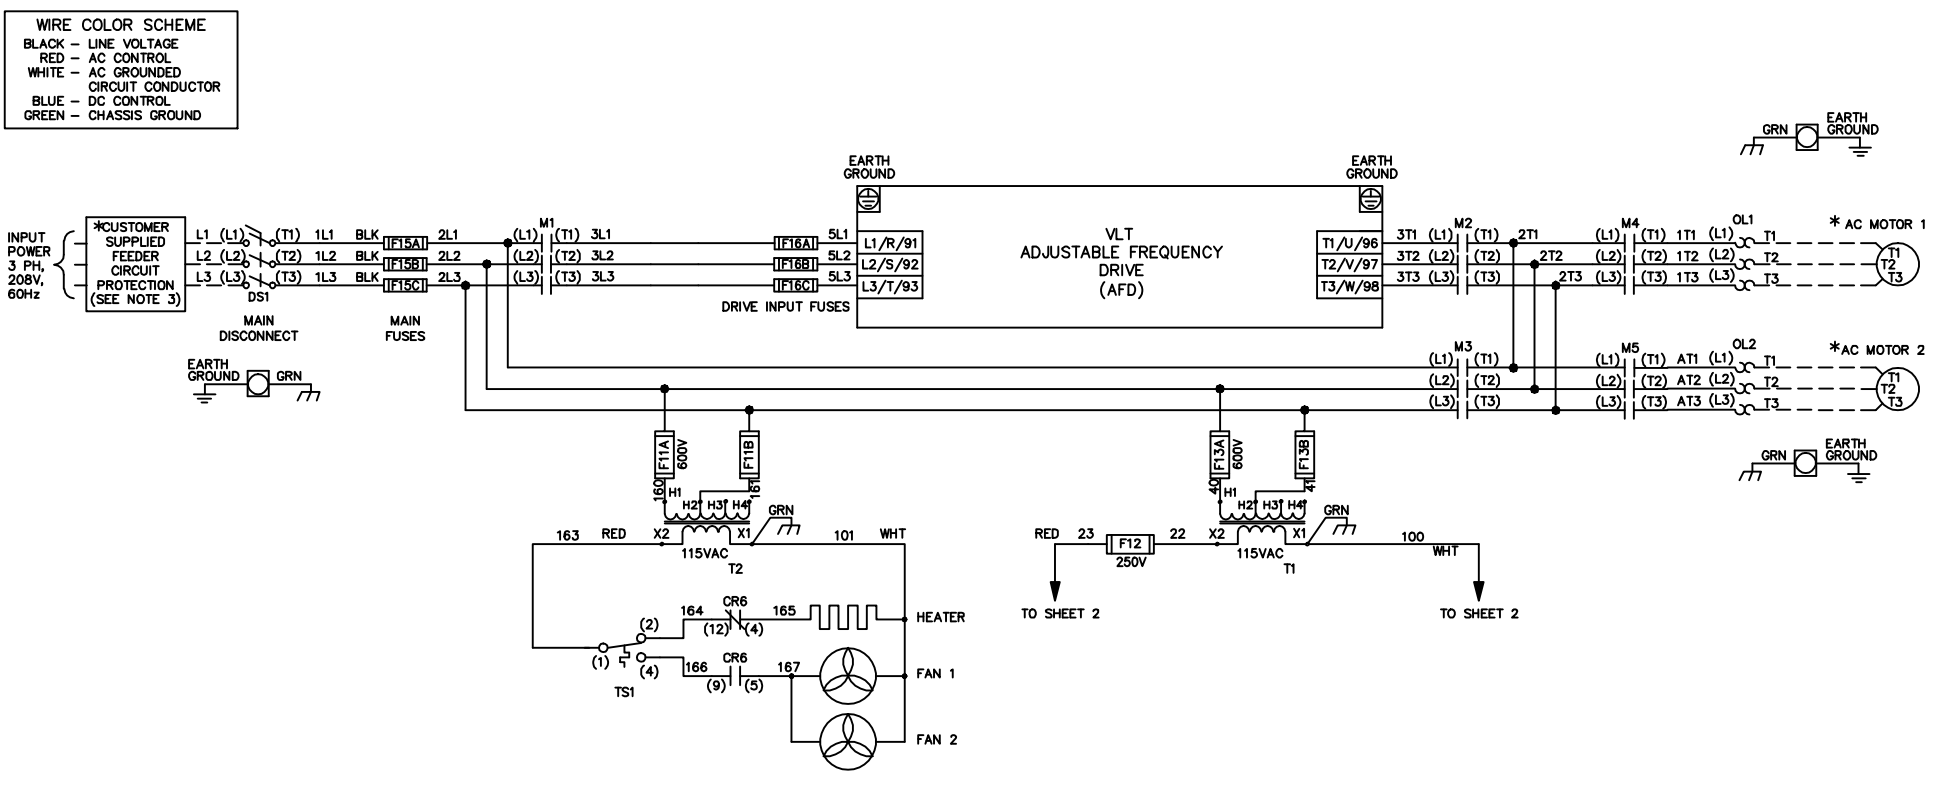 WIRE COLOR SCHEME
BLACK – LINE VOLTAGE
RED – AC CONTROL
WHITE – AC GROUNDED
CIRCUIT CONDUCTOR
BLUE – DC CONTROL
GREEN – CHASSIS GROUND
GRN
EARTH
GROUND
EARTH
GROUND
EARTH
GROUND
INPUT
POWER
3 PH,
208V,
60Hz
*CUSTOMER
SUPPLIED
FEEDER
CIRCUIT
PROTECTION
(SEE NOTE 3)
L1 (L1) (T1) 1L1 BLK F15A 2L1 (L1) M1 (T1) 3L1 F16A 5L1 L1/R/91
L2 (L2) (T2) 1L2 BLK F15B 2L2 (L2) (T2) 3L2 F16B 5L2 L2/S/92
L3 (L3) (T3) 1L3 BLK F15C 2L3 (L3) (T3) 3L3 F16C 5L3 L3/T/93
DS1
MAIN
DISCONNECT
MAIN
FUSES
DRIVE INPUT FUSES
VLT
ADJUSTABLE FREQUENCY
DRIVE
(AFD)
M2 M4 OL1 * AC MOTOR 1
T1/U/96 3T1 (L1) (T1) 2T1 (L1) (T1) 1T1 (L1) T1 T1
T2/V/97 3T2 (L2) (T2) 2T2 (L2) (T2) 1T2 (L2) T2 T2
T3/W/98 3T3 (L3) (T3) 2T3 (L3) (T3) 1T3 (L3) T3 T3
EARTH
GROUND
GRN
M3 M5 OL2 *AC MOTOR 2
(L1) (T1) (L1) (T1) AT1 (L1) T1 T1
(L2) (T2) (L2) (T2) AT2 (L2) T2 T2
(L3) (T3) (L3) (T3) AT3 (L3) T3 T3
GRN
EARTH
GROUND
F11A
600V
F11B
160
161
H1 H2 H3 H4
GRN
163 RED X2 X1 101 WHT
115VAC
T2
F13A
600V
F13B
40
41
H1 H2 H3 H4
GRN
RED 23 F12 22 X2 X1 100
WHT
250V
115VAC
T1
TO SHEET 2
TO SHEET 2
164 CR6 165 HEATER
(2) (12) (4)
(1)
(4)
TS1
166 CR6 167 FAN 1
(9) (5)
FAN 2